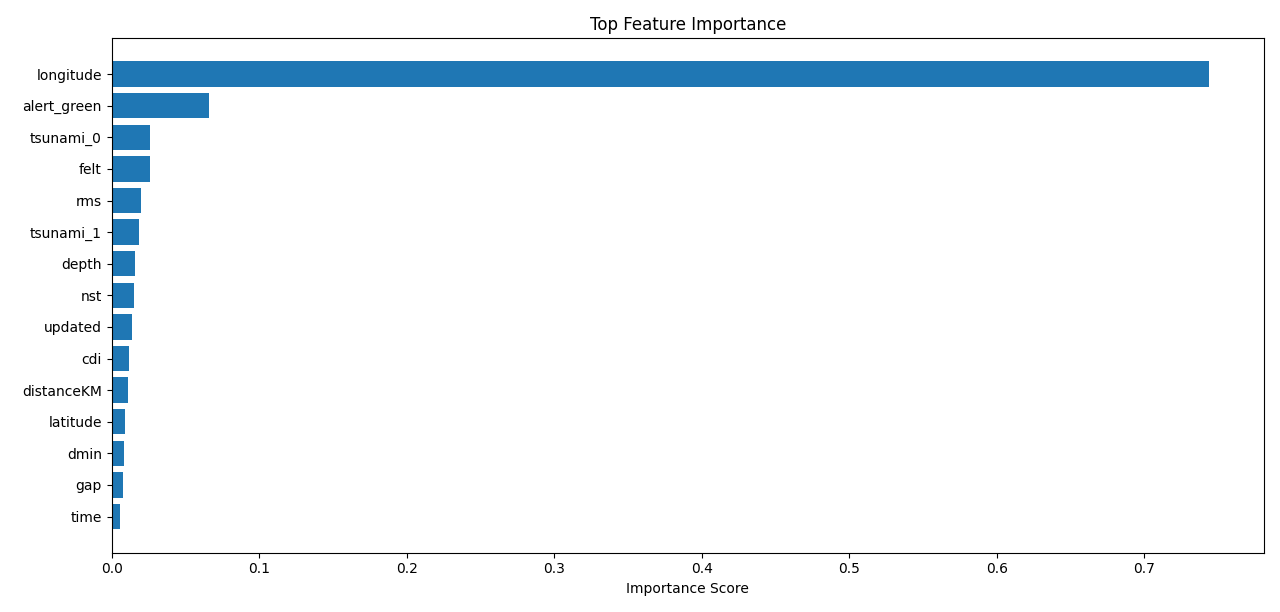 Top Feature Importance
longitude
alert_green
tsunami_0
felt
rms
tsunami_1
depth
nst
updated
cdi
distanceKM
latitude
dmin
gap
time
0.0 0.1 0.2 0.3 0.4 0.5 0.6 0.7
Importance Score